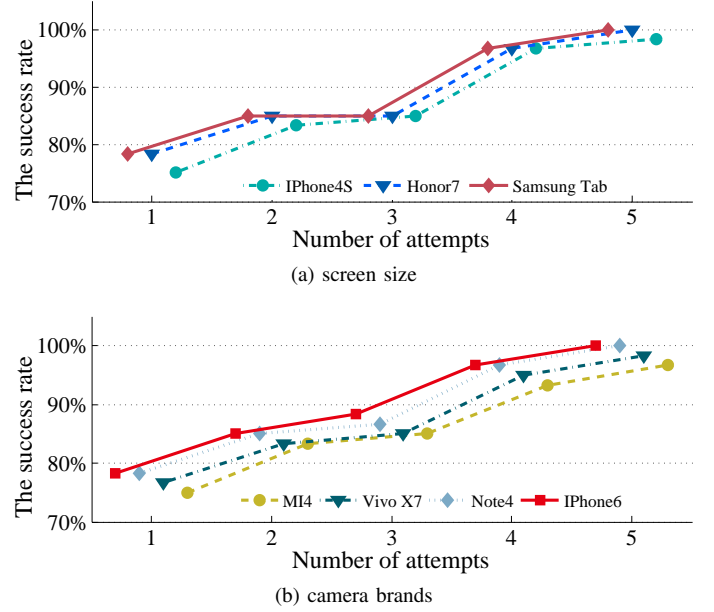 The success rate
100%
90%
80%
70%
IPhone4S Honor7 Samsung Tab
1 2 3 4 5
Number of attempts
(a) screen size
The success rate
100%
90%
80%
70%
MI4 Vivo X7 Note4 IPhone6
1 2 3 4 5
Number of attempts
(b) camera brands